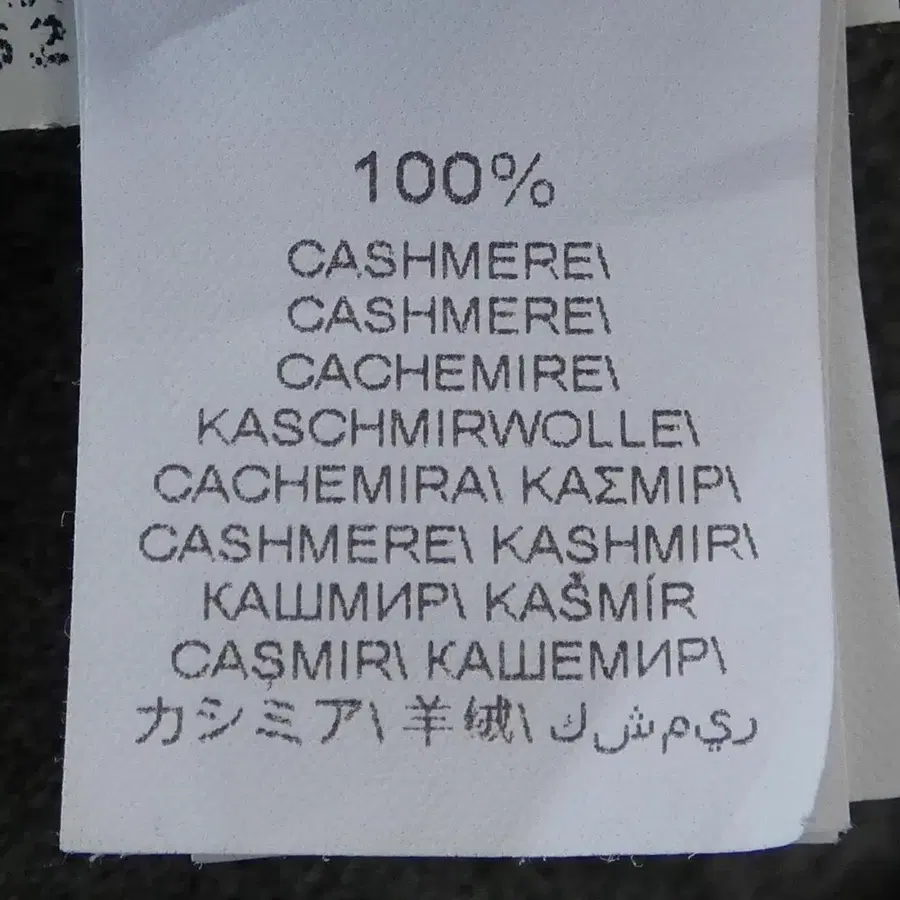 62
100%
CASHMERE\
CASHMERE\
CACHEMIRE\
KASCHMIRWOLLE\
CACHEMIRA\ ΚΑΣΜΙΡ\
CASHMERE\ KASHMIR\
КАШМИР\ KAŠMÍR
CAŞMIR\ КАШЕМИР\
カシミア\ 羊绒\ ك ش م ي ر